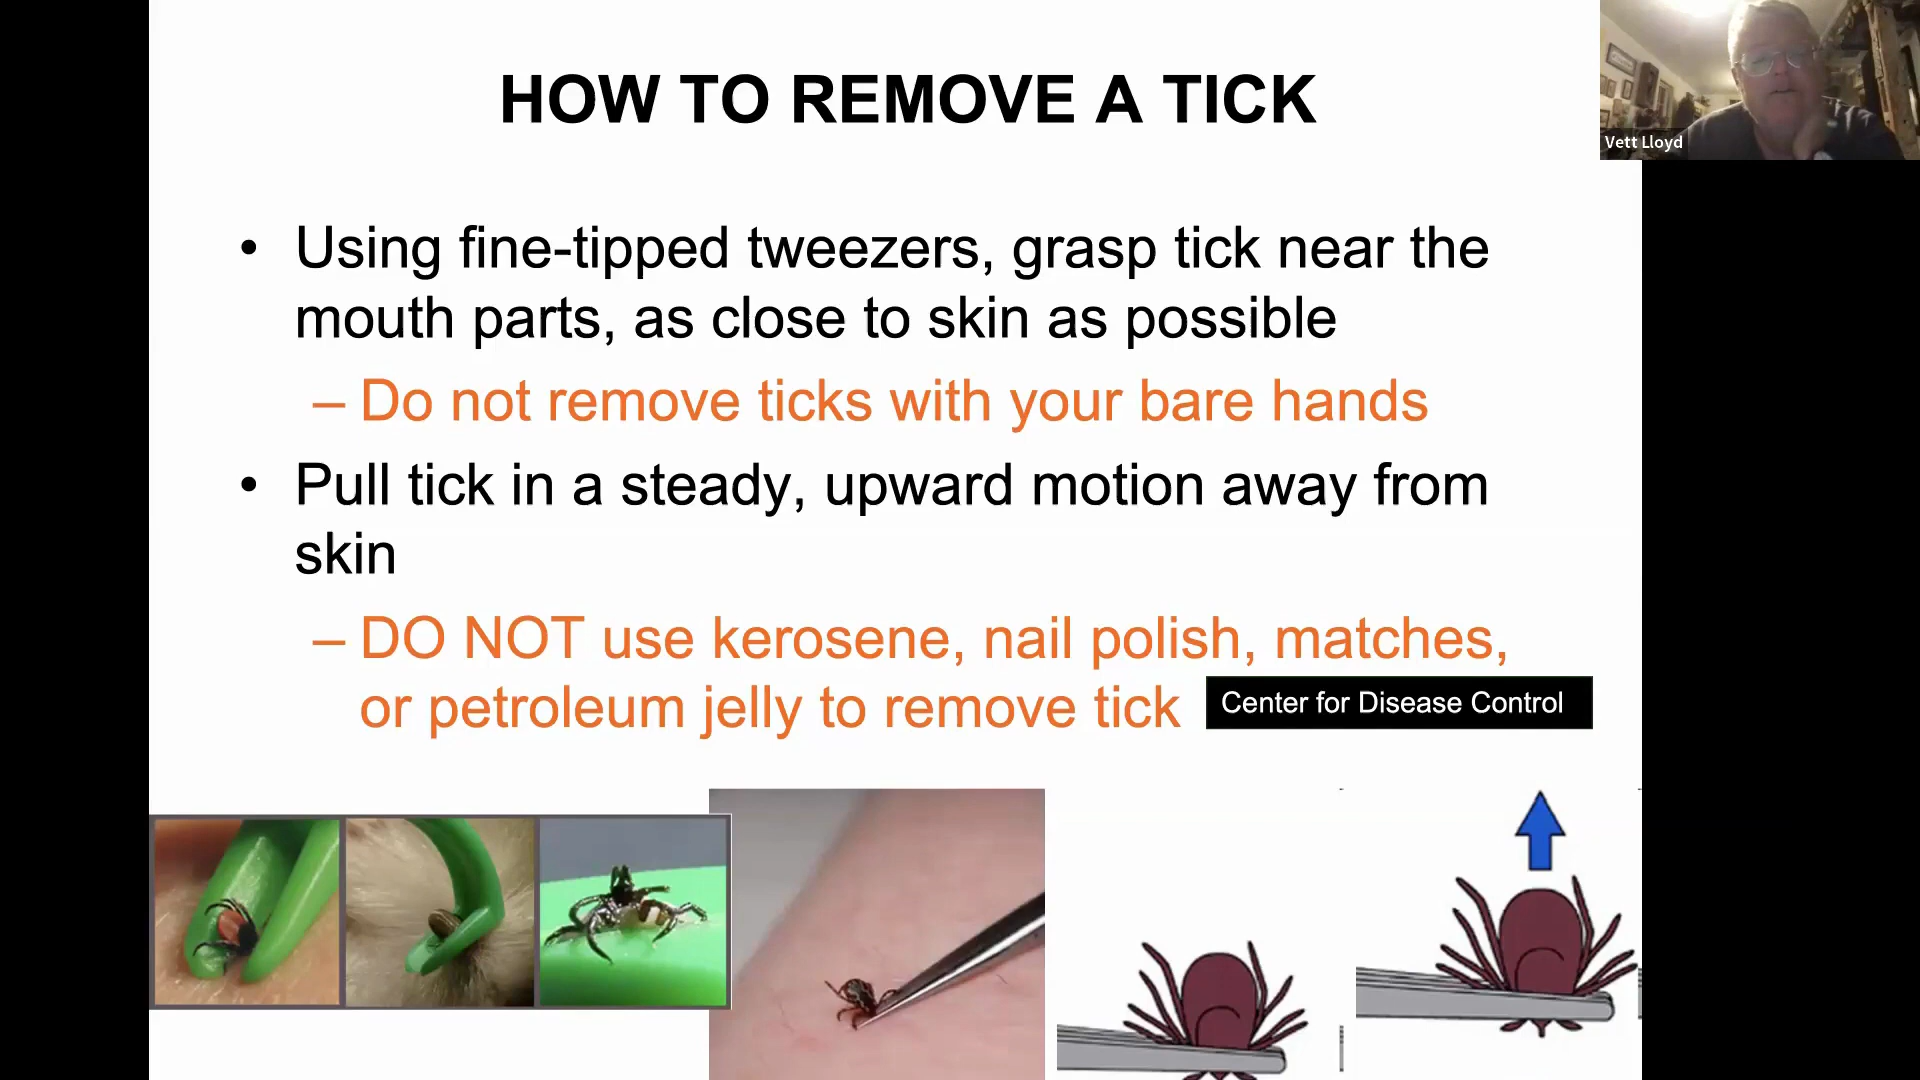 HOW TO REMOVE A TICK
Vett Lloyd
• Using fine-tipped tweezers, grasp tick near the
mouth parts, as close to skin as possible
– Do not remove ticks with your bare hands
• Pull tick in a steady, upward motion away from
skin
– DO NOT use kerosene, nail polish, matches,
or petroleum jelly to remove tick
Center for Disease Control